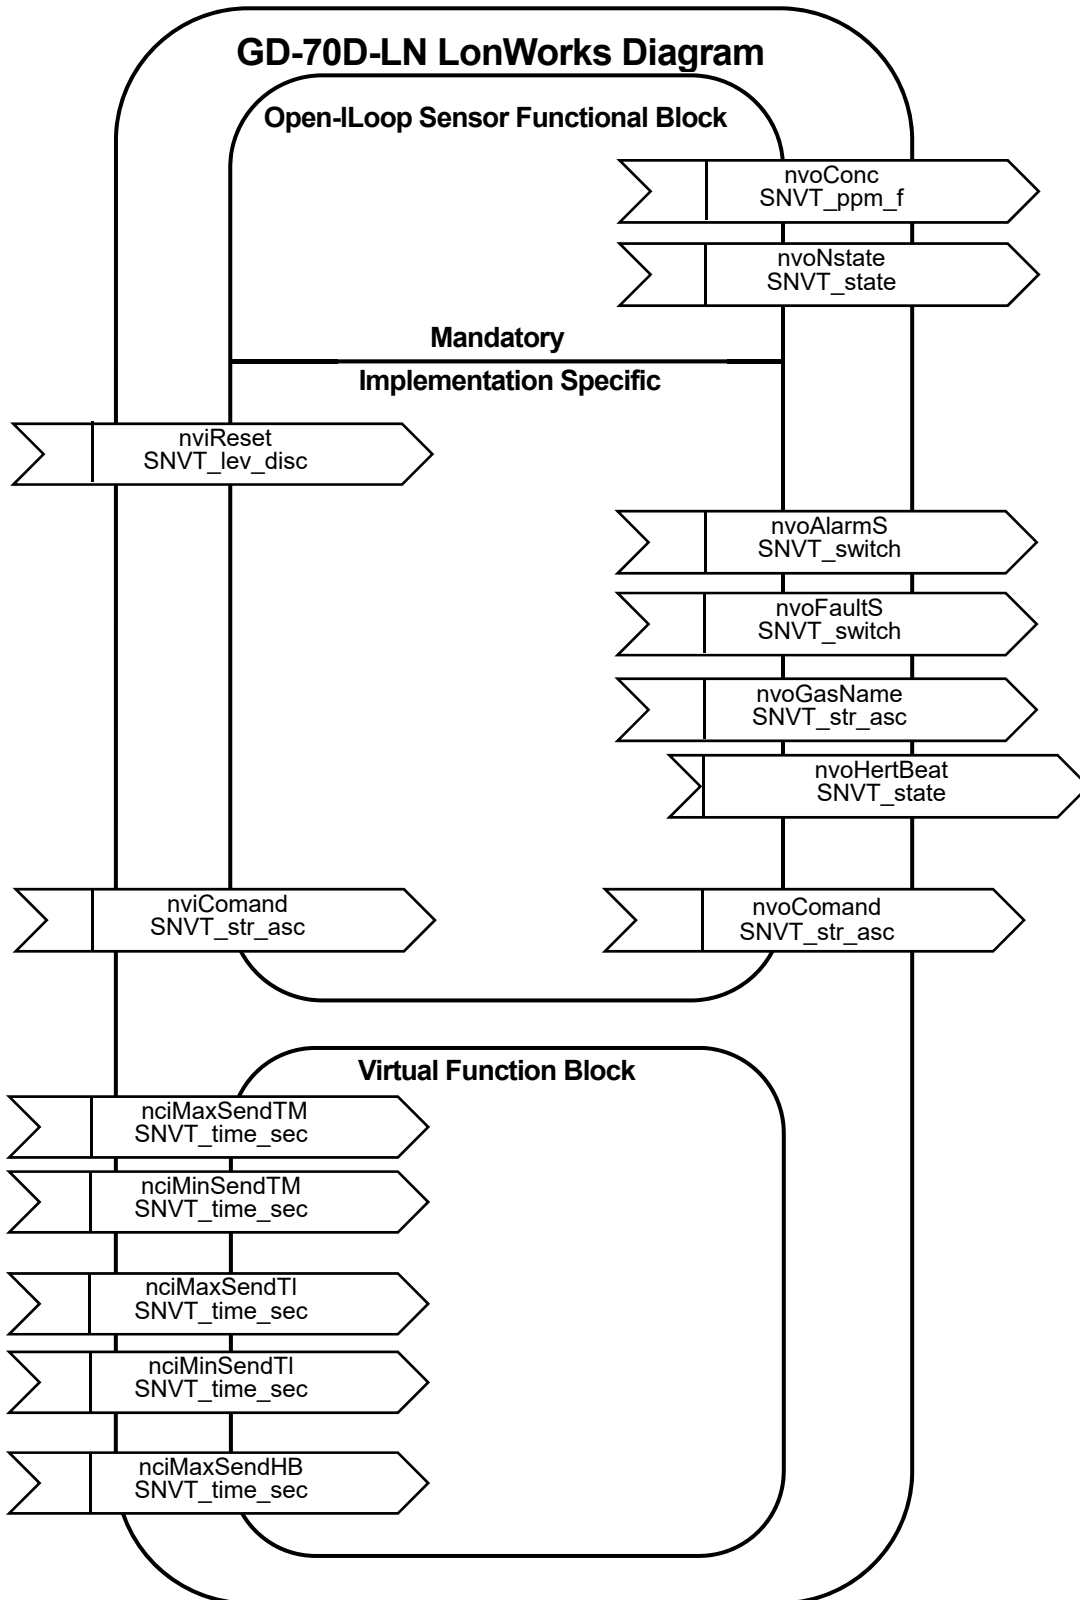 GD-70D-LN LonWorks Diagram
Open-lLoop Sensor Functional Block
nvoConc
SNVT_ppm_f
nvoNstate
SNVT_state
Mandatory
Implementation Specific
nviReset
SNVT_lev_disc
nvoAlarmS
SNVT_switch
nvoFaultS
SNVT_switch
nvoGasName
SNVT_str_asc
nvoHertBeat
SNVT_state
nviComand
SNVT_str_asc
nvoComand
SNVT_str_asc
Virtual Function Block
nciMaxSendTM
SNVT_time_sec
nciMinSendTM
SNVT_time_sec
nciMaxSendTI
SNVT_time_sec
nciMinSendTI
SNVT_time_sec
nciMaxSendHB
SNVT_time_sec